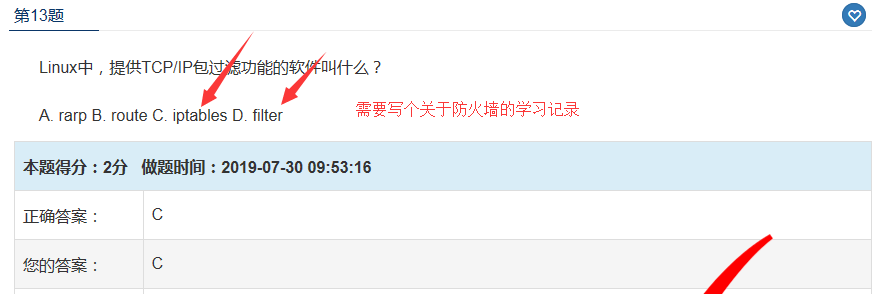 第13题
Linux中，提供TCP/IP包过滤功能的软件叫什么？
A. rarp B. route C. iptables D. filter
需要写个关于防火墙的学习记录
本题得分：2分 做题时间：2019-07-30 09:53:16
正确答案： C
您的答案： C